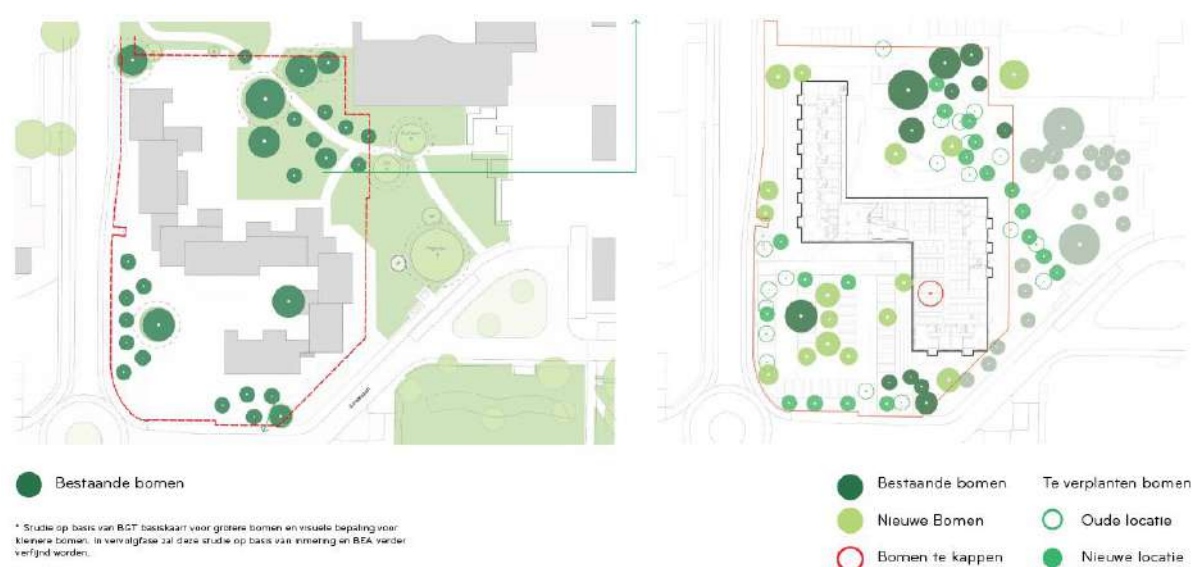 Bestaande bomen
* Studie op basis van BGT basiskaart voor grotere bomen en visuele bepaling voor
kleinere bomen. In vervolgfase zal deze studie op basis van inmeting en BEA verder
verfijnd worden.
Bestaande bomen
Te verplanten bomen
Nieuwe Bomen
Oude locatie
Bomen te kappen
Nieuwe locatie